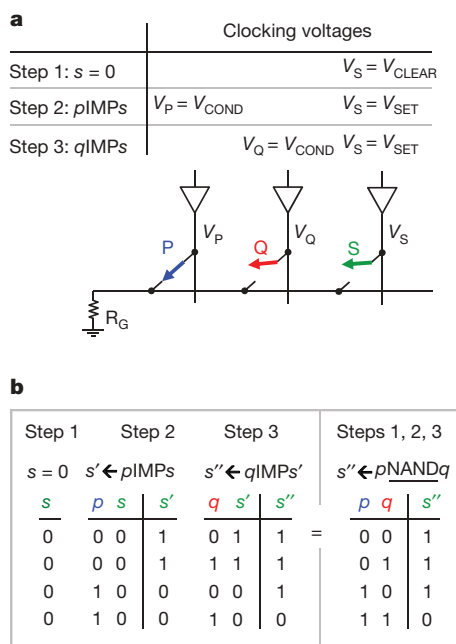 a
Clocking voltages
Step 1: s = 0 V_S = V_CLEAR
Step 2: pIMPs V_P = V_COND V_S = V_SET
Step 3: qIMPs V_Q = V_COND V_S = V_SET
P V_P Q V_Q S V_S
R_G
b
Step 1 Step 2 Step 3 Steps 1, 2, 3
s = 0 s′ ← pIMPs s″ ← qIMPs′ s″ ← pNANDq
s p s s′ q s′ s″ p q s″
0 0 0 1 0 1 1 = 0 0 1
0 0 0 1 1 1 1 0 1 1
0 1 0 0 0 0 1 1 0 1
0 1 0 0 1 0 0 1 1 0